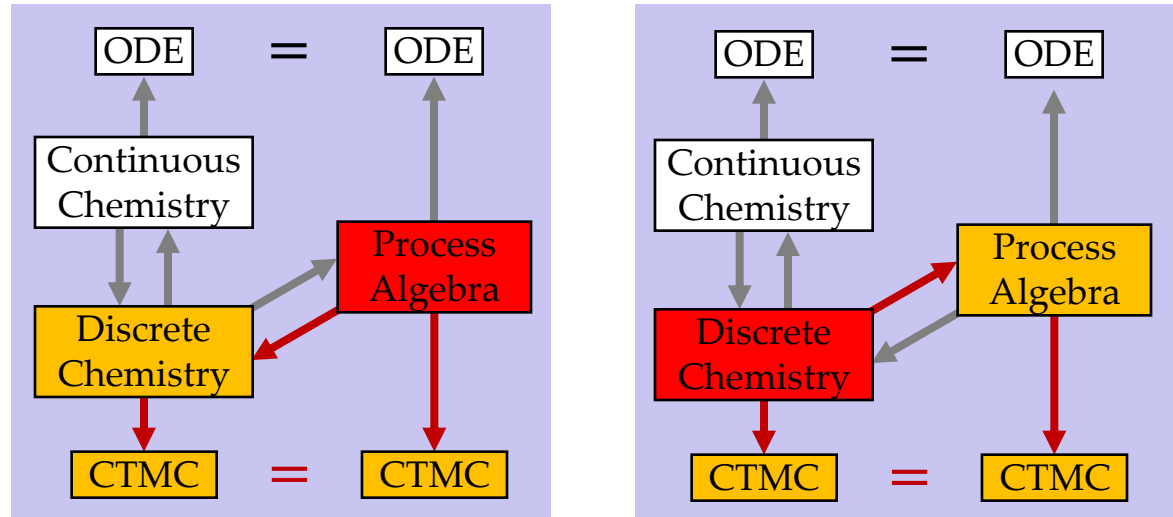 ODE = ODE
Continuous
Chemistry
Process
Algebra
Discrete
Chemistry
CTMC = CTMC
ODE = ODE
Continuous
Chemistry
Process
Algebra
Discrete
Chemistry
CTMC = CTMC